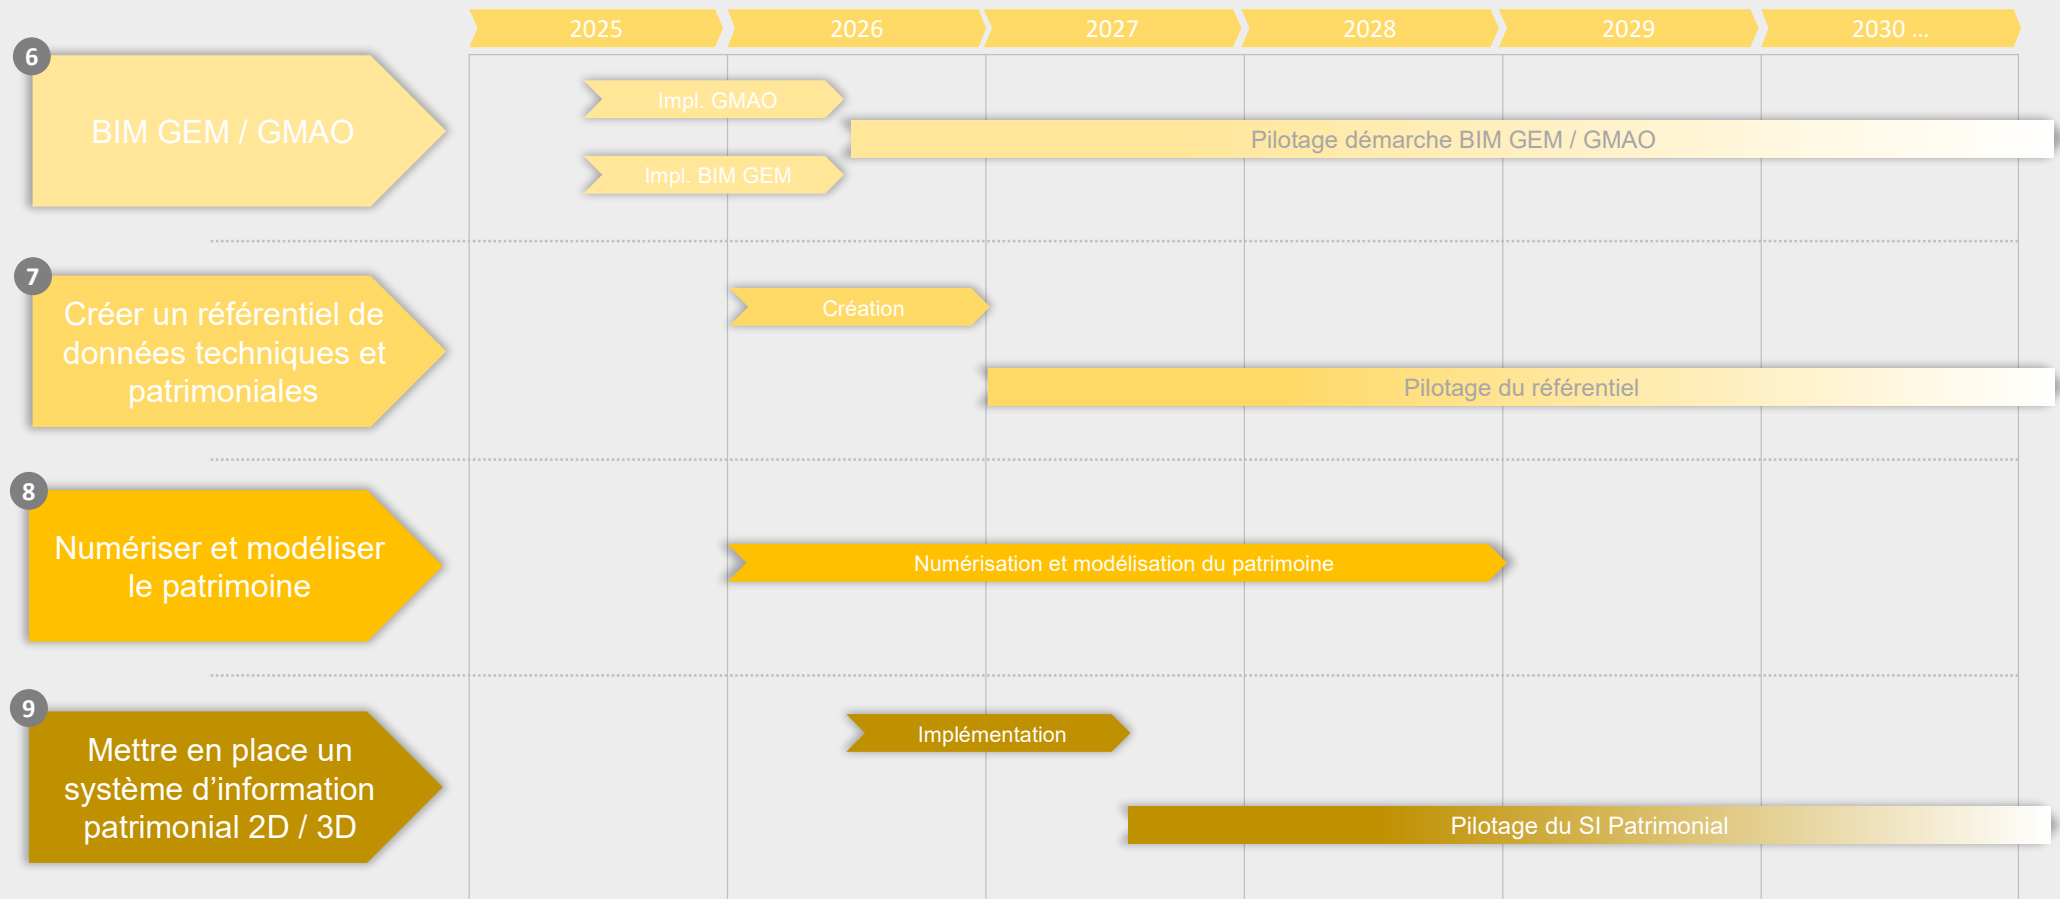 2025
2026
2027
2028
2029
2030 ...
6
BIM GEM / GMAO
Impl. GMAO
Pilotage démarche BIM GEM / GMAO
Impl. BIM GEM
7
Créer un référentiel de
données techniques et
patrimoniales
Création
Pilotage du référentiel
8
Numériser et modéliser
le patrimoine
Numérisation et modélisation du patrimoine
9
Mettre en place un
système d’information
patrimonial 2D / 3D
Implémentation
Pilotage du SI Patrimonial